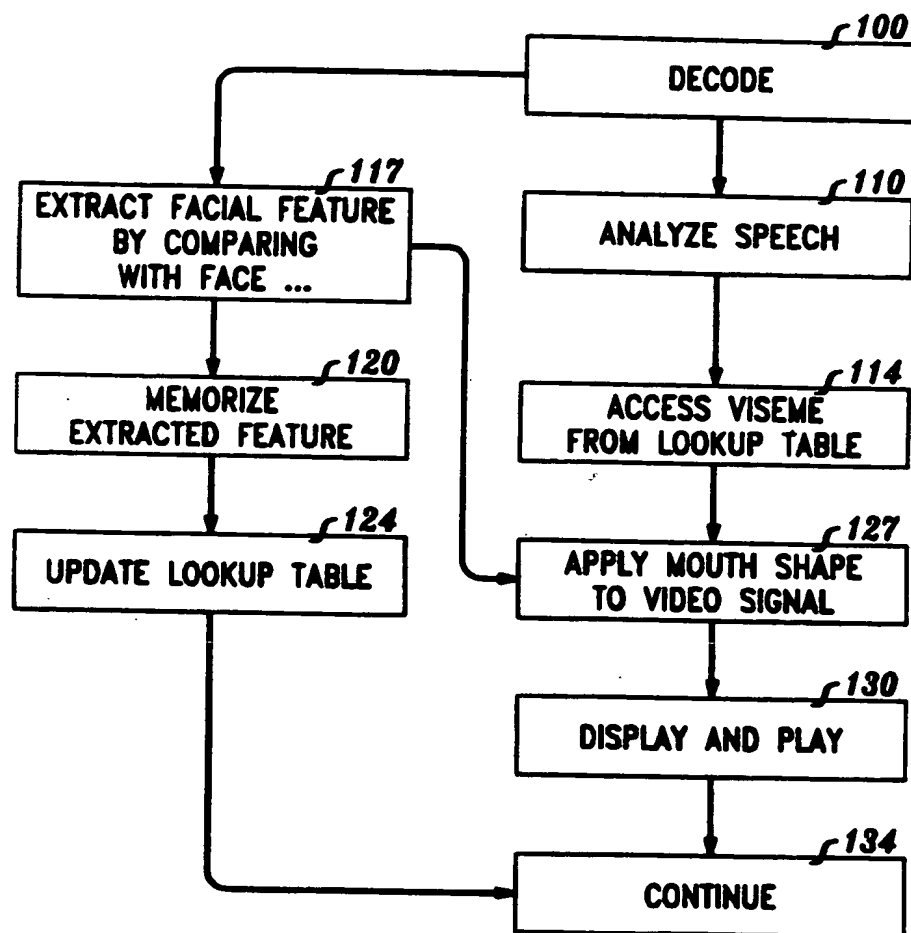 100
DECODE
117
EXTRACT FACIAL FEATURE
BY COMPARING
WITH FACE ...
110
ANALYZE SPEECH
120
MEMORIZE
EXTRACTED FEATURE
114
ACCESS VISEME
FROM LOOKUP TABLE
124
UPDATE LOOKUP TABLE
127
APPLY MOUTH SHAPE
TO VIDEO SIGNAL
130
DISPLAY AND PLAY
134
CONTINUE